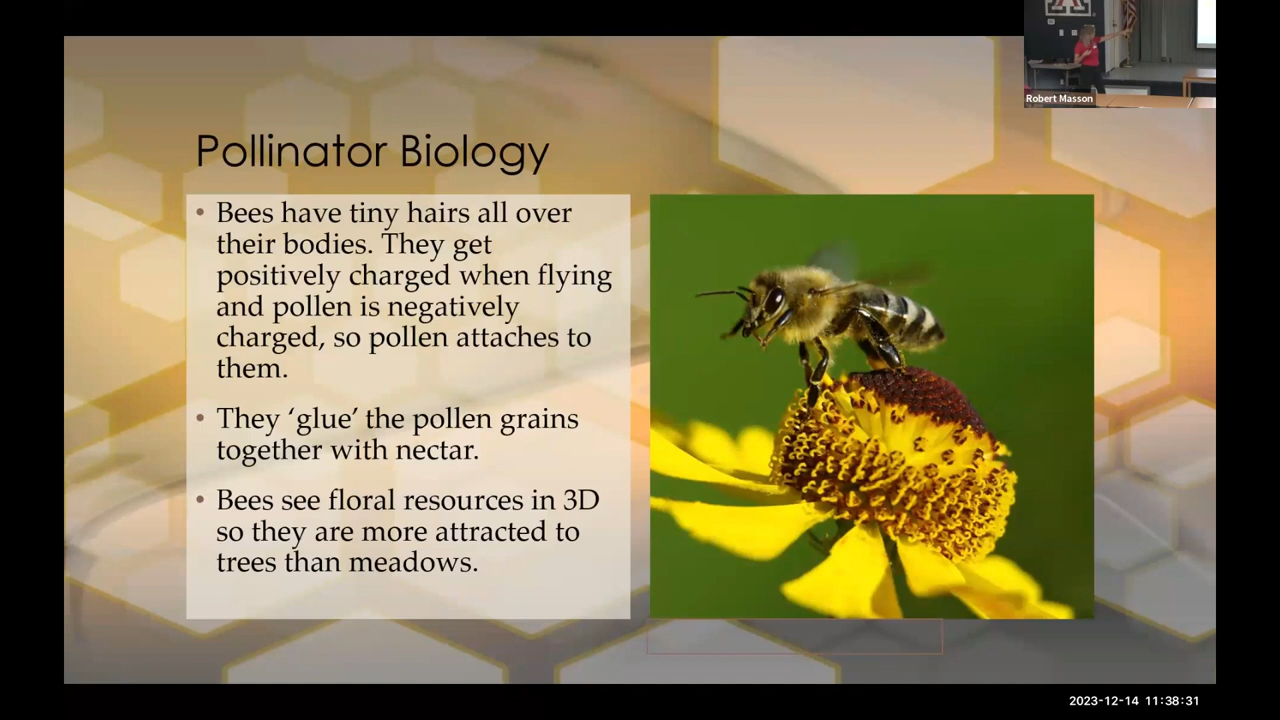 Robert Masson
Pollinator Biology
• Bees have tiny hairs all over
their bodies. They get
positively charged when flying
and pollen is negatively
charged, so pollen attaches to
them.
• They ‘glue’ the pollen grains
together with nectar.
• Bees see floral resources in 3D
so they are more attracted to
trees than meadows.
2023-12-14 11:38:31